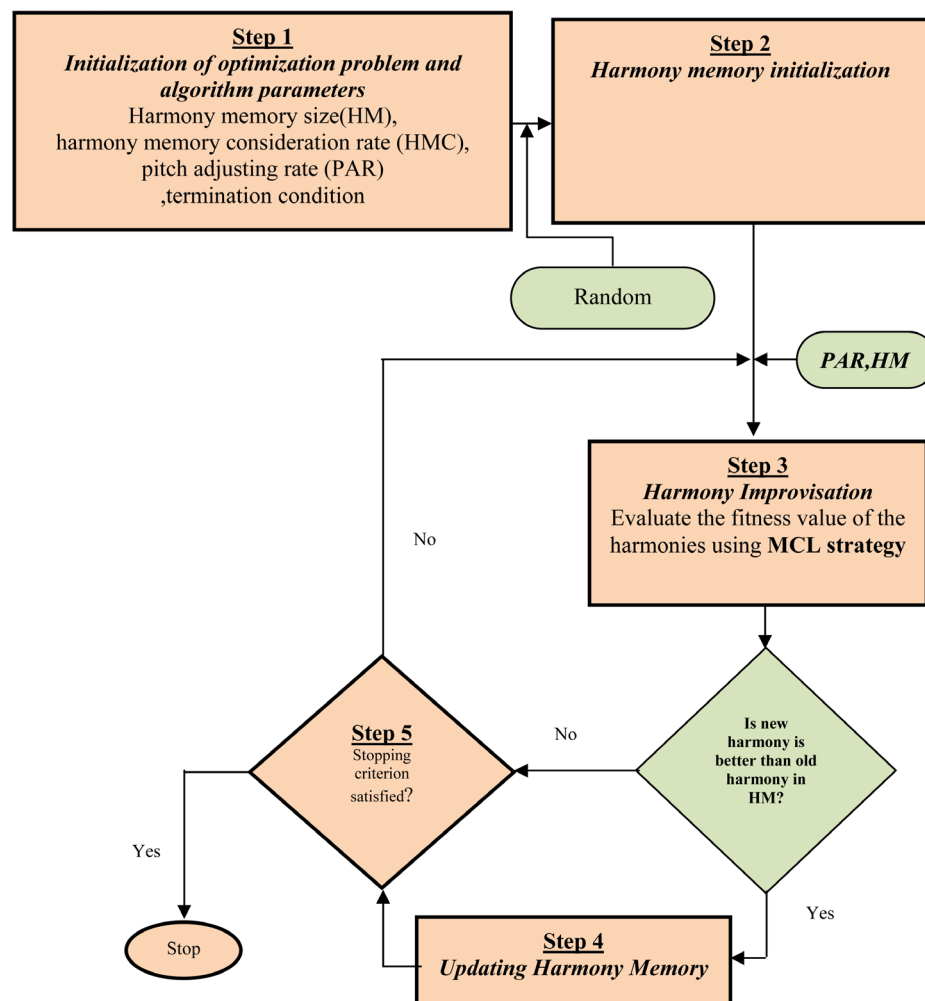 Step 1
Initialization of optimization problem and
algorithm parameters
Harmony memory size(HM),
harmony memory consideration rate (HMC),
pitch adjusting rate (PAR)
,termination condition
Step 2
Harmony memory initialization
Random
PAR,HM
Step 3
Harmony Improvisation
Evaluate the fitness value of the
harmonies using MCL strategy
No
Is new
harmony is
better than old
harmony in
HM?
No
Step 5
Stopping
criterion
satisfied?
Yes
Stop
Yes
Step 4
Updating Harmony Memory